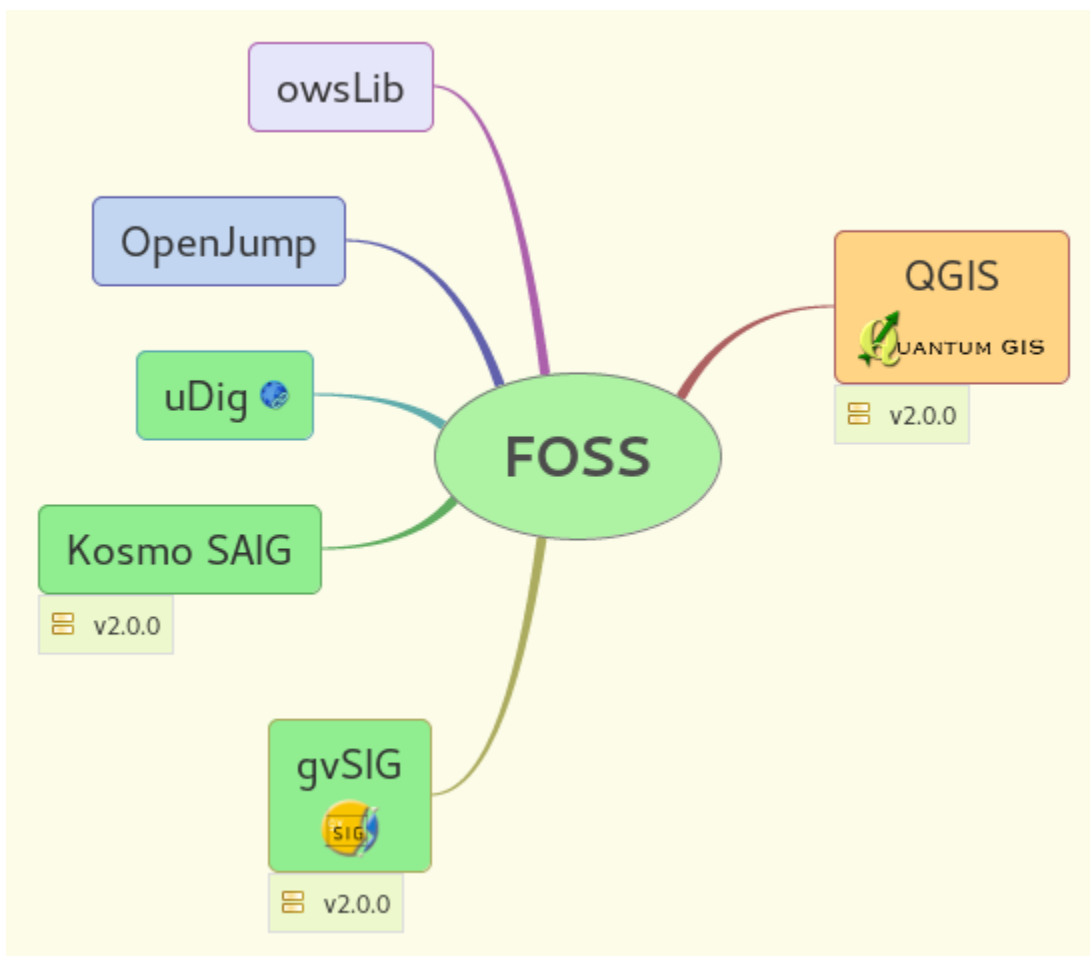 owsLib
OpenJump
uDig
Kosmo SAIG
v2.0.0
gvSIG
SIG
v2.0.0
FOSS
QGIS
QUANTUM GIS
v2.0.0